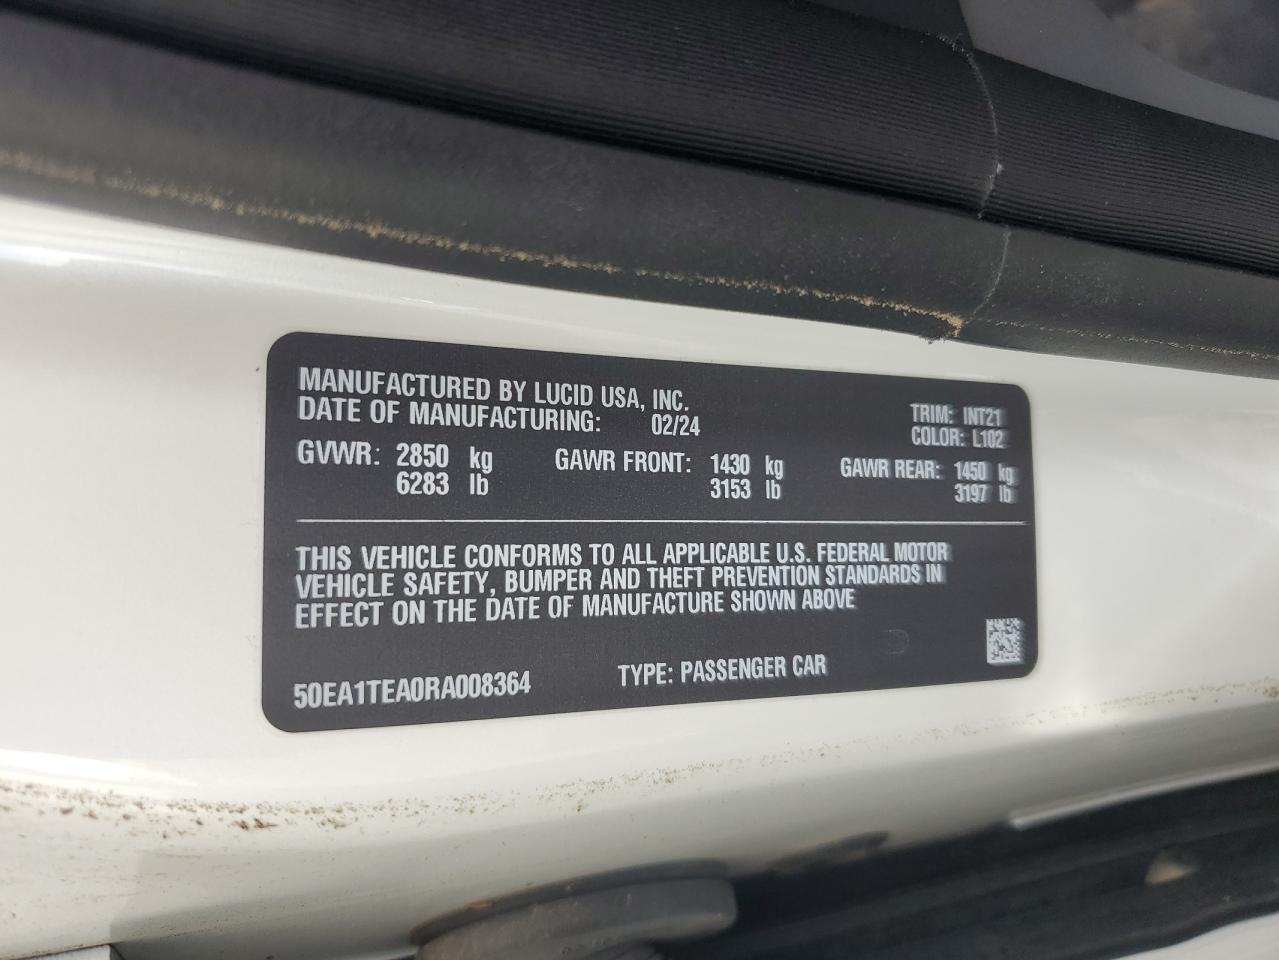 MANUFACTURED BY LUCID USA, INC.
DATE OF MANUFACTURING: 02/24
TRIM: INT21
COLOR: L102
GVWR: 2850 kg GAWR FRONT: 1430 kg GAWR REAR: 1450 kg
6283 lb 3153 lb 3197 lb
THIS VEHICLE CONFORMS TO ALL APPLICABLE U.S. FEDERAL MOTOR
VEHICLE SAFETY, BUMPER AND THEFT PREVENTION STANDARDS IN
EFFECT ON THE DATE OF MANUFACTURE SHOWN ABOVE
50EA1TEA0RA008364 TYPE: PASSENGER CAR